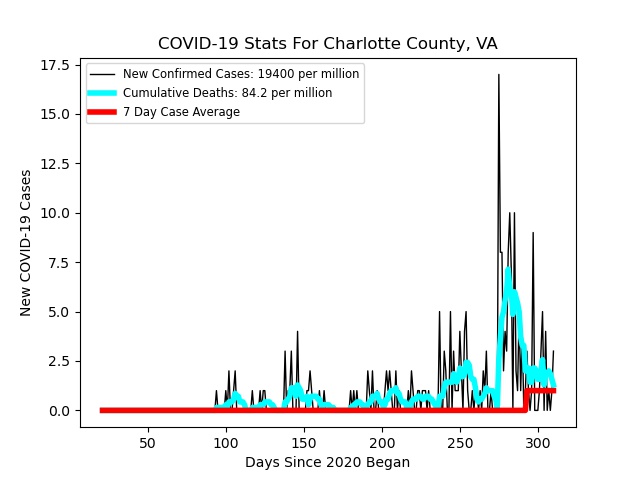 COVID-19 Stats For Charlotte County, VA
New Confirmed Cases: 19400 per million
Cumulative Deaths: 84.2 per million
7 Day Case Average
17.5
15.0
12.5
10.0
7.5
5.0
2.5
0.0
New COVID-19 Cases
50 100 150 200 250 300
Days Since 2020 Began